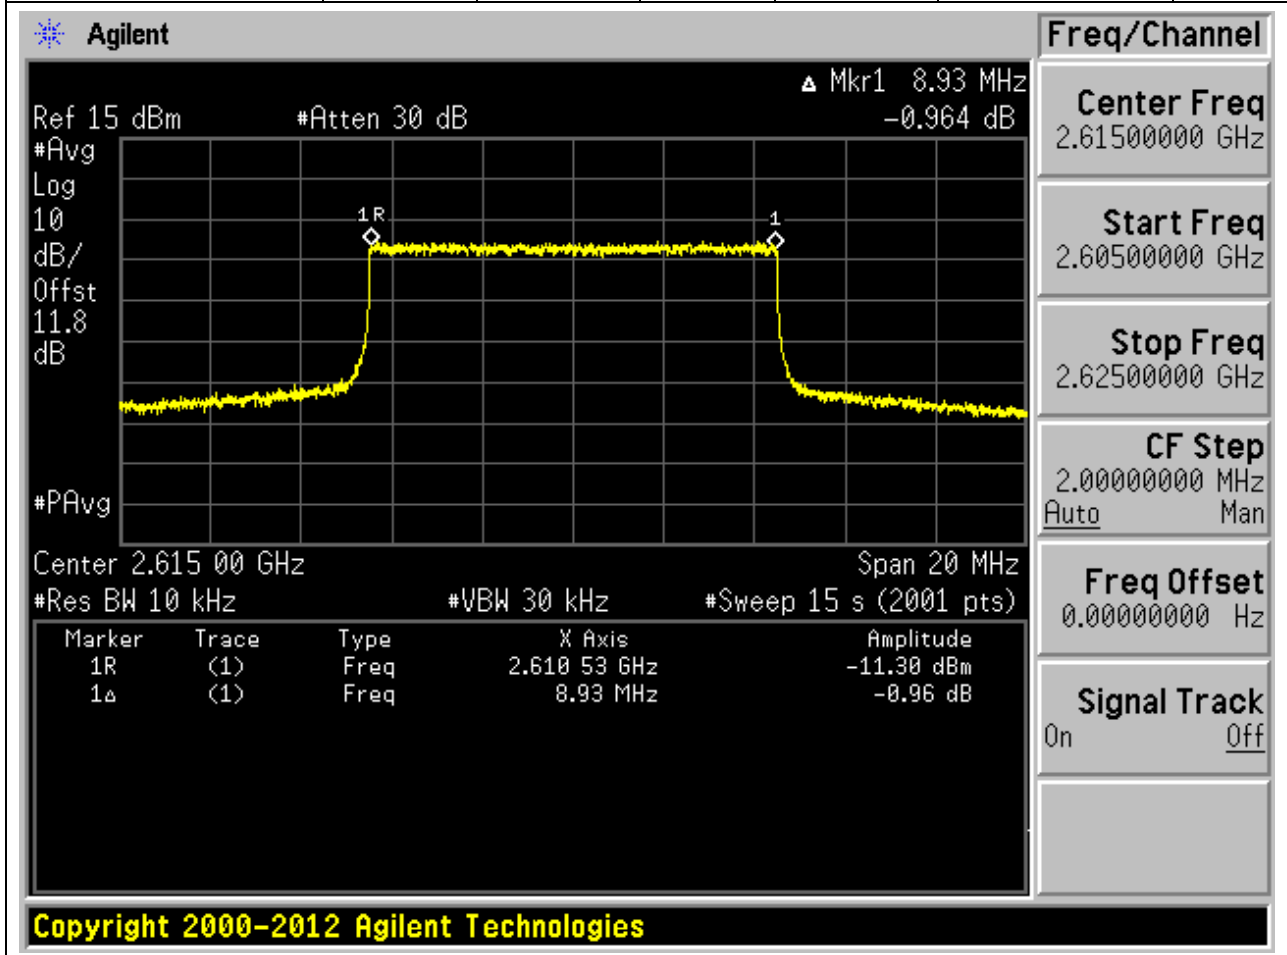 Agilent
Freq/Channel
▵ Mkr1 8.93 MHz
Ref 15 dBm #Atten 30 dB -0.964 dB
#Avg
Log
10
dB/
Offst
11.8
dB
1R
1
#PAvg
Center 2.615 00 GHz Span 20 MHz
#Res BW 10 kHz #VBW 30 kHz #Sweep 15 s (2001 pts)
Marker Trace Type X Axis Amplitude
1R (1) Freq 2.610 53 GHz -11.30 dBm
1▵ (1) Freq 8.93 MHz -0.96 dB
Center Freq
2.61500000 GHz
Start Freq
2.60500000 GHz
Stop Freq
2.62500000 GHz
CF Step
2.00000000 MHz
Auto Man
Freq Offset
0.00000000 Hz
Signal Track
On Off
Copyright 2000-2012 Agilent Technologies